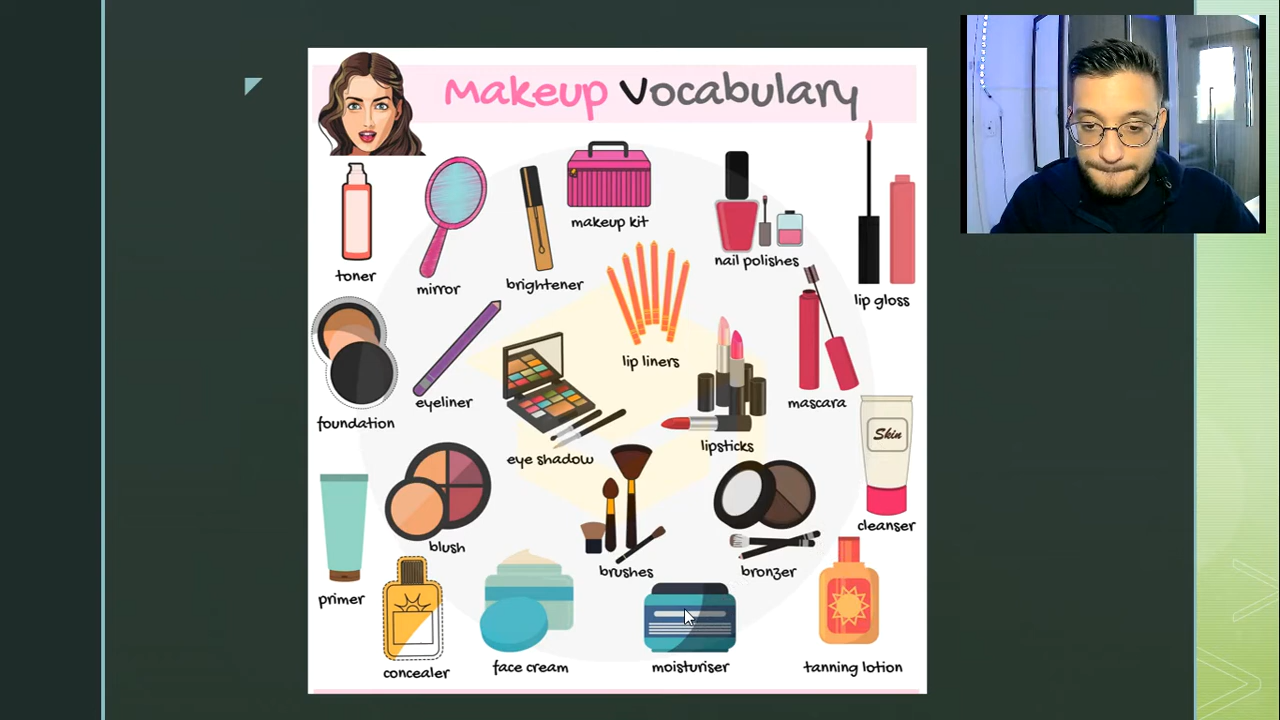 Makeup Vocabulary
toner
mirror
brightener
makeup kit
nail polishes
lip gloss
foundation
eyeliner
eye shadow
lip liners
lipsticks
mascara
Skin
cleanser
primer
blush
brushes
bronzer
concealer
face cream
moisturiser
tanning lotion